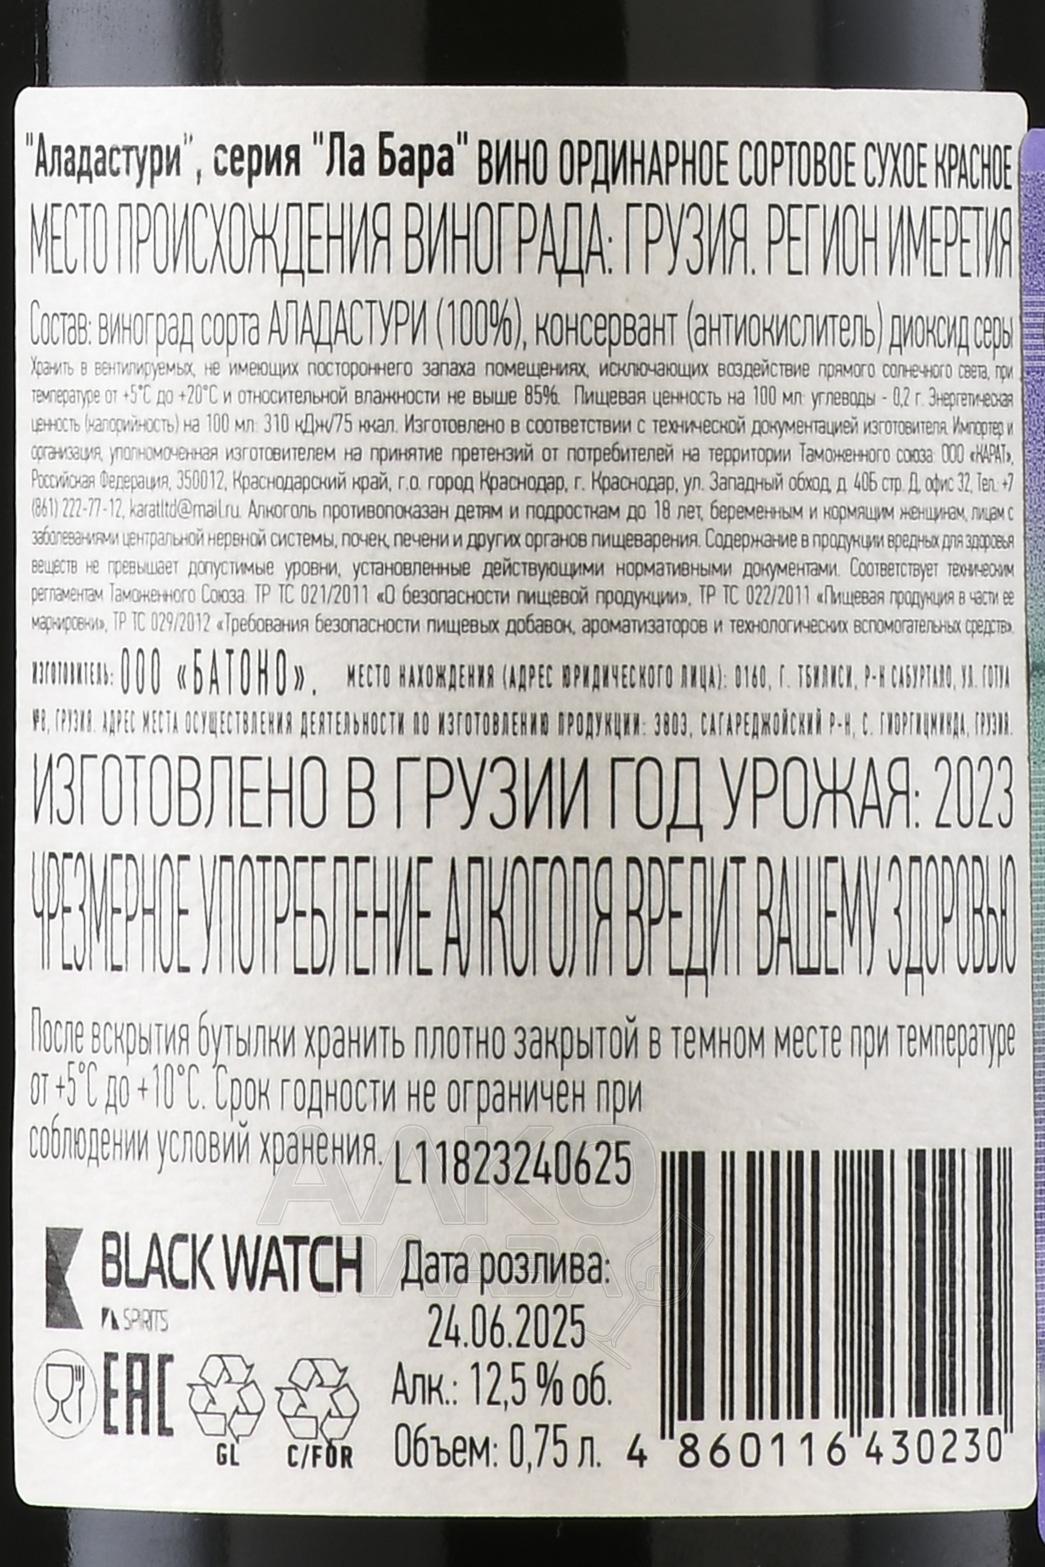 "Аладастури", серия "Ла Бара" ВИНО ОРДИНАРНОЕ СОРТОВОЕ СУХОЕ КРАСНОЕ
МЕСТО ПРОИСХОЖДЕНИЯ ВИНОГРАДА: ГРУЗИЯ. РЕГИОН ИМЕРЕТИЯ
Состав: виноград сорта АЛАДАСТУРИ (100%), консервант (антиокислитель) диоксид серы
Хранить в вентилируемых, не имеющих постороннего запаха помещениях, исключающих воздействие прямого солнечного света, при
температуре от +5°С до +20°С и относительной влажности не выше 85%. Пищевая ценность на 100 мл: углеводы - 0,2 г. Энергетическая
ценность (калорийность) на 100 мл: 310 кДж/75 ккал. Изготовлено в соответствии с технической документацией изготовителя. Импортер и
организация, уполномоченная изготовителем на принятие претензий от потребителей на территории Таможенного союза: ООО «КАРАТ»,
Российская Федерация, 350012, Краснодарский край, г.о. город Краснодар, г. Краснодар, ул. Западный обход, д. 40Б стр. Д, офис 32, Тел. +7
(861) 222-77-12, karatltd@mail.ru. Алкоголь противопоказан детям и подросткам до 18 лет, беременным и кормящим женщинам, лицам с
заболеваниями центральной нервной системы, почек, печени и других органов пищеварения. Содержание в продукции вредных для здоровья
веществ не превышает допустимые уровни, установленные действующими нормативными документами. Соответствует техническим
регламентам Таможенного Союза: ТР ТС 021/2011 «О безопасности пищевой продукции», ТР ТС 022/2011 «Пищевая продукция в части ее
маркировки», ТР ТС 029/2012 «Требования безопасности пищевых добавок, ароматизаторов и технологических вспомогательных средств».
ИЗГОТОВИТЕЛЬ: ООО «БАТОНО». МЕСТО НАХОЖДЕНИЯ (АДРЕС ЮРИДИЧЕСКОГО ЛИЦА): 0160, Г. ТБИЛИСИ, Р-Н САБУРТАЛО, УЛ. ГОТУА
№8, ГРУЗИЯ. АДРЕС МЕСТА ОСУЩЕСТВЛЕНИЯ ДЕЯТЕЛЬНОСТИ ПО ИЗГОТОВЛЕНИЮ ПРОДУКЦИИ: 3803, САГАРЕДЖОЙСКИЙ Р-Н, С. ГИОРГИЦМИНДА, ГРУЗИЯ.
ИЗГОТОВЛЕНО В ГРУЗИИ ГОД УРОЖАЯ: 2023
ЧРЕЗМЕРНОЕ УПОТРЕБЛЕНИЕ АЛКОГОЛЯ ВРЕДИТ ВАШЕМУ ЗДОРОВЬЮ
После вскрытия бутылки хранить плотно закрытой в темном месте при температуре
от +5°С до +10°С. Срок годности не ограничен при
соблюдении условий хранения. L11823240625
BLACK WATCH
SPIRITS
Дата розлива:
24.06.2025
Алк.: 12,5 % об.
Объем: 0,75 л.
EAC
GL
C/FOR
4 860116 430230
АЛКО
ПЛАЗА